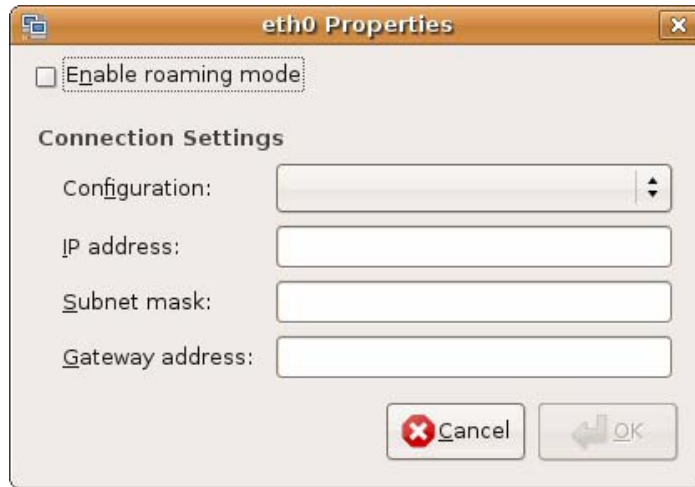 eth0 Properties
Enable roaming mode
Connection Settings
Configuration:
IP address:
Subnet mask:
Gateway address:
Cancel
OK